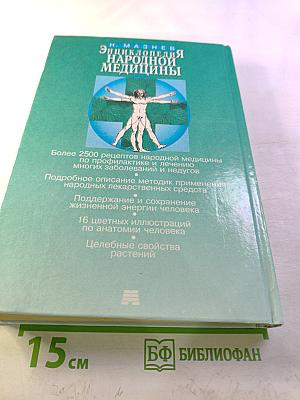 Н. МАЗНЕВ
ЭНЦИКЛОПЕДИЯ
НАРОДНОЙ
МЕДИЦИНЫ
Более 2500 рецептов народной медицины
по профилактике и лечению
многих заболеваний и недугов
•
Подробное описание методик применения
народных лекарственных средств
•
Поддержание и сохранение
жизненной энергии человека
•
16 цветных иллюстраций
по анатомии человека
•
Целебные свойства
растений
15 см
БФ БИБЛИОФАН